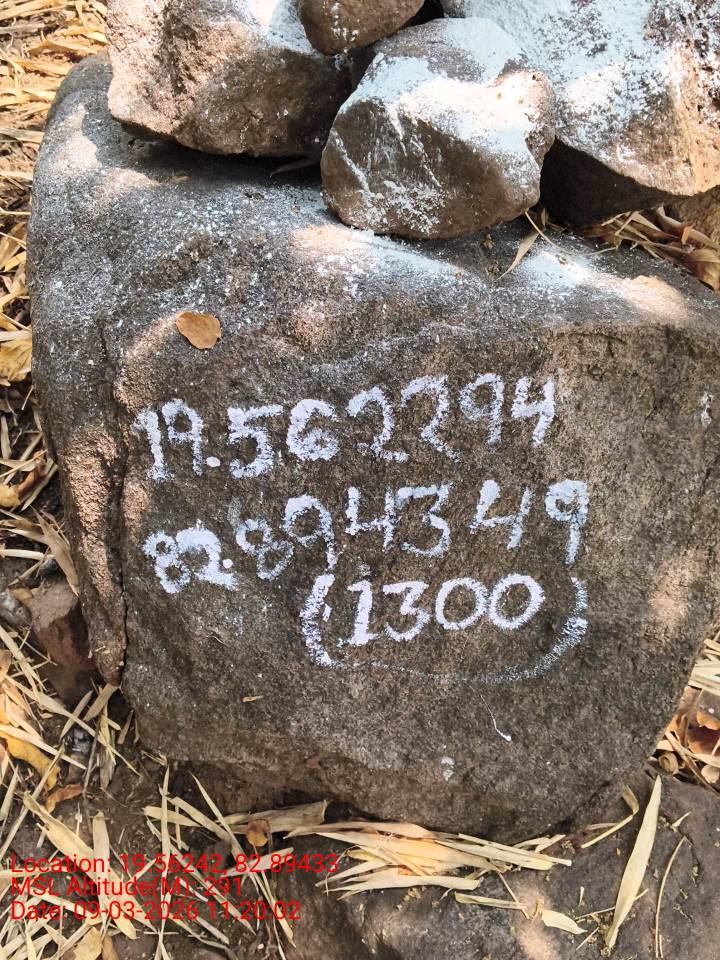 19.562294
82.894349
(1300)
Location: 19.56242, 82.89433
MSL Altitude(M): 291
Date: 09-03-2026 11:20:02